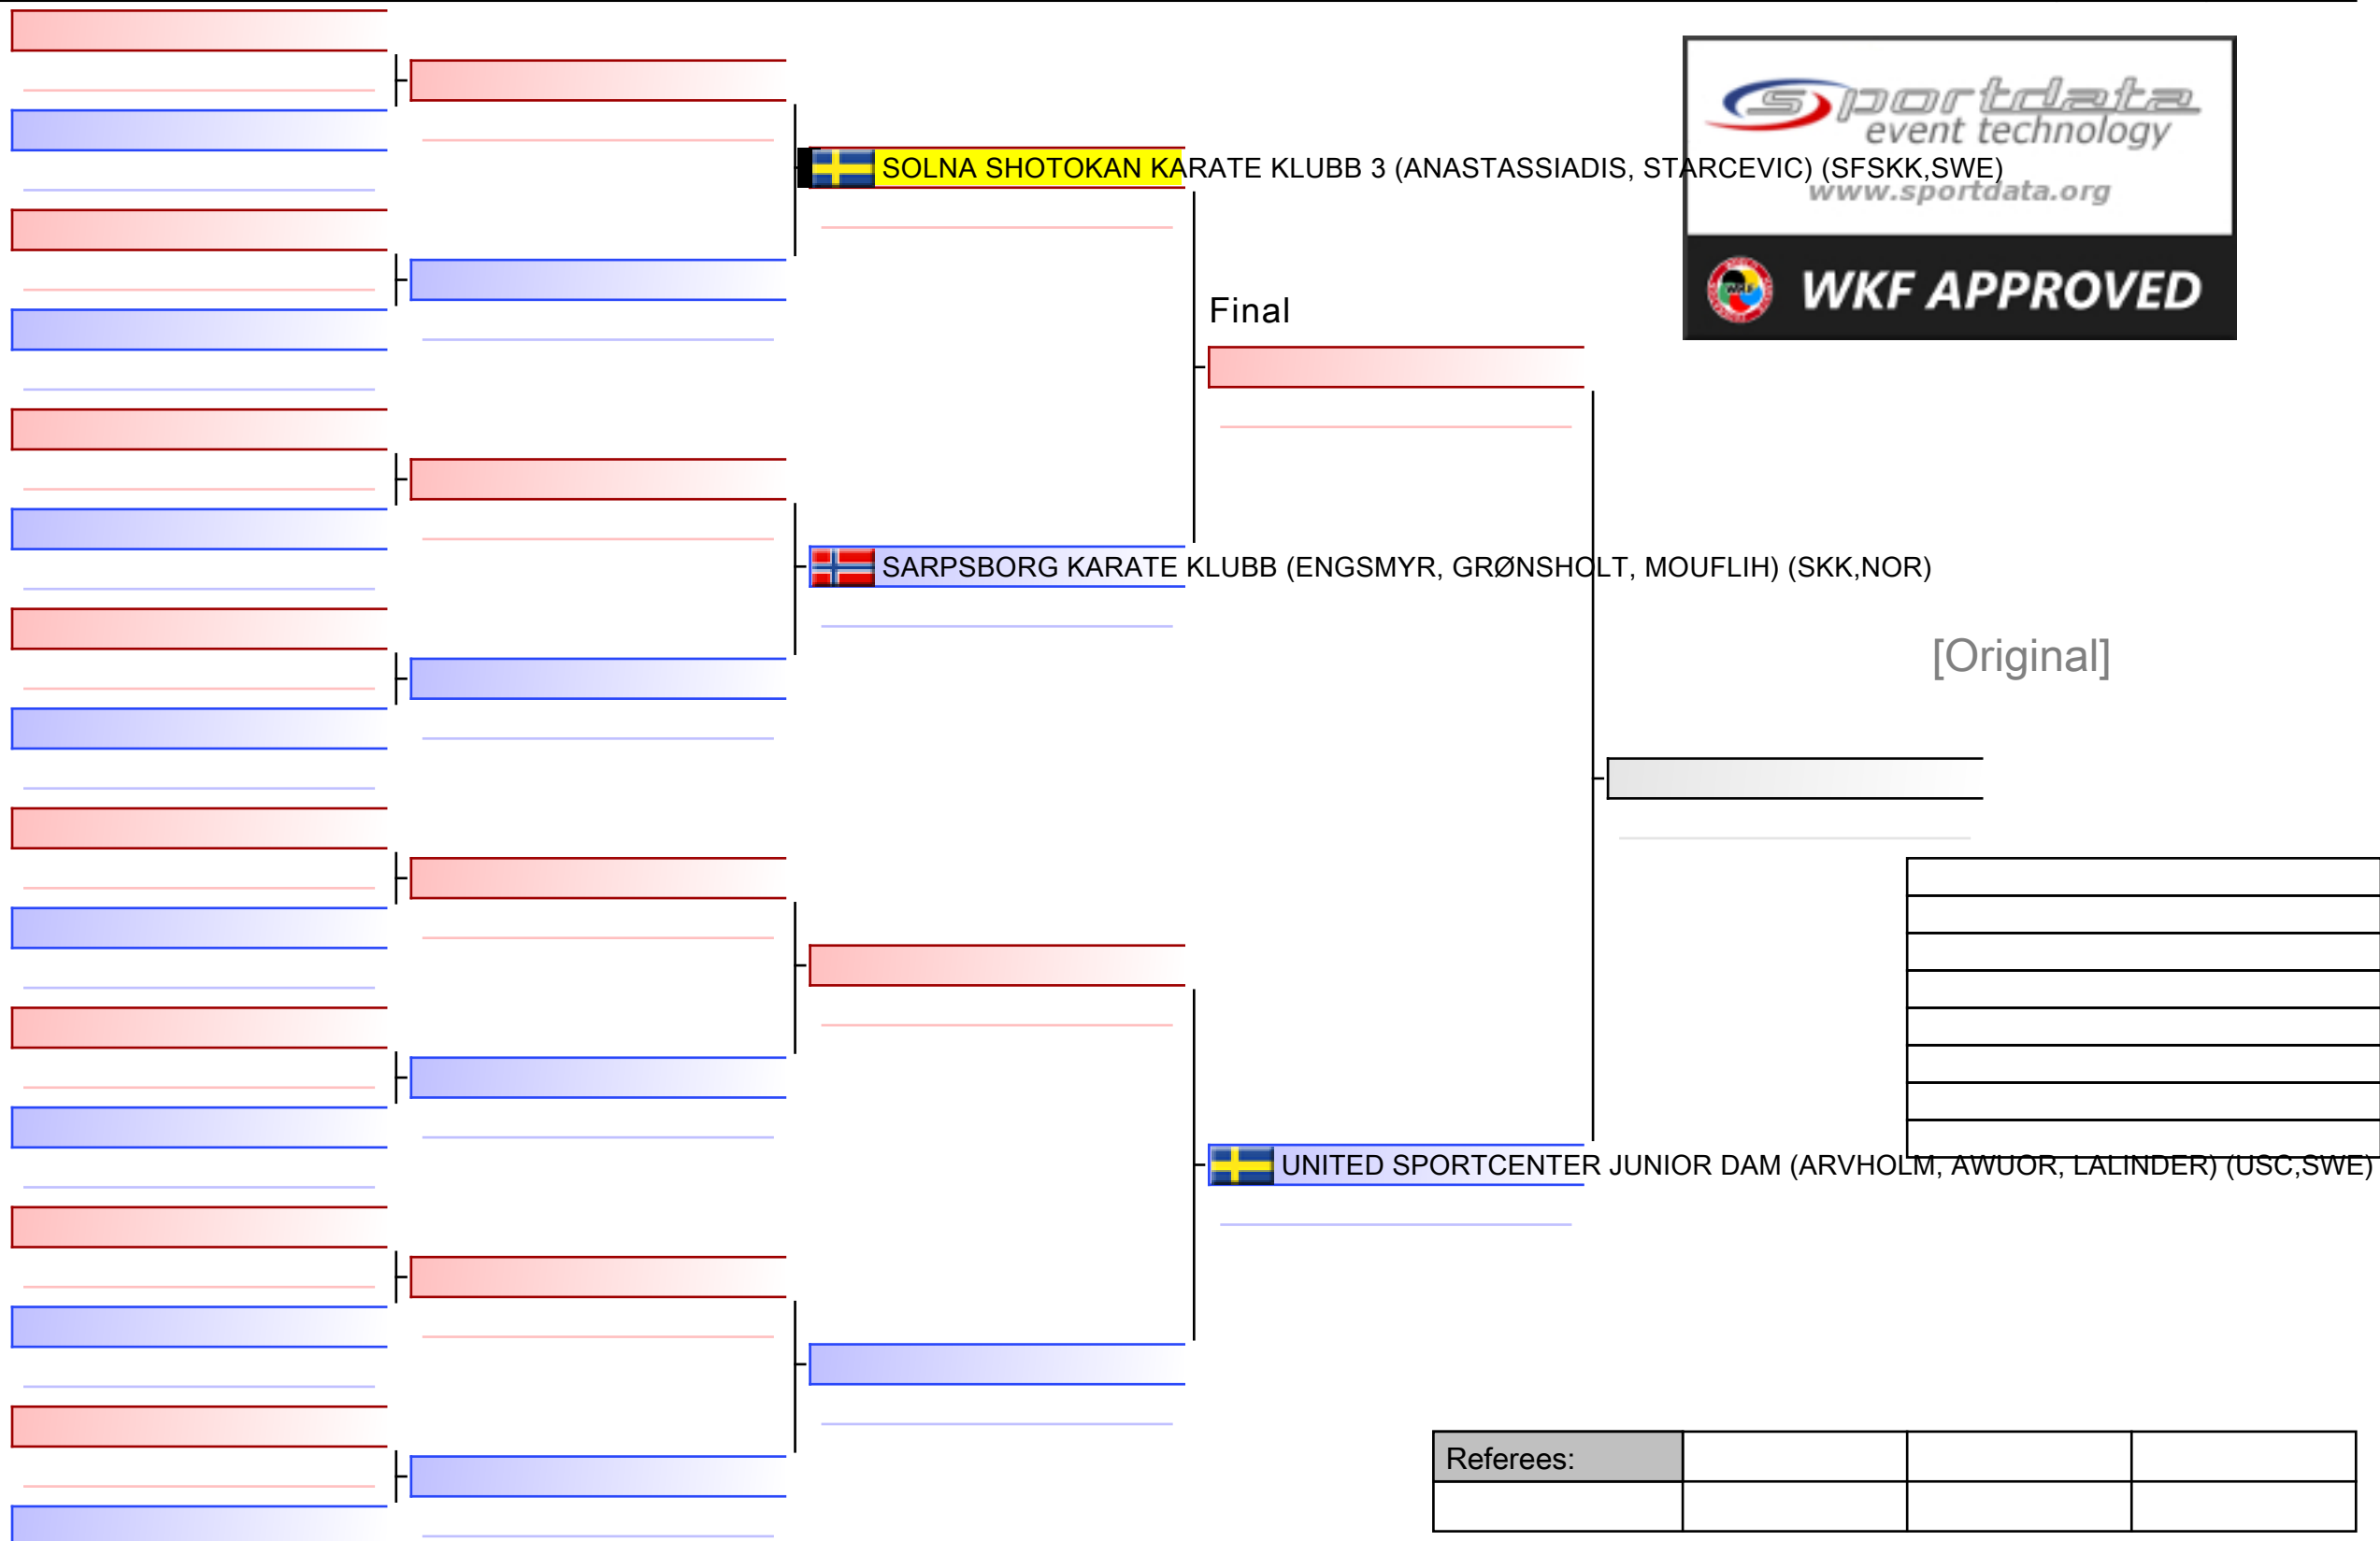 sportdata
event technology
www.sportdata.org
WKF
WKF APPROVED
SOLNA SHOTOKAN KARATE KLUBB 3 (ANASTASSIADIS, STARCEVIC) (SFSKK,SWE)
Final
SARPSBORG KARATE KLUBB (ENGSMYR, GRØNSHOLT, MOUFLIH) (SKK,NOR)
[Original]
UNITED SPORTCENTER JUNIOR DAM (ARVHOLM, AWUOR, LALINDER) (USC,SWE)
Referees: